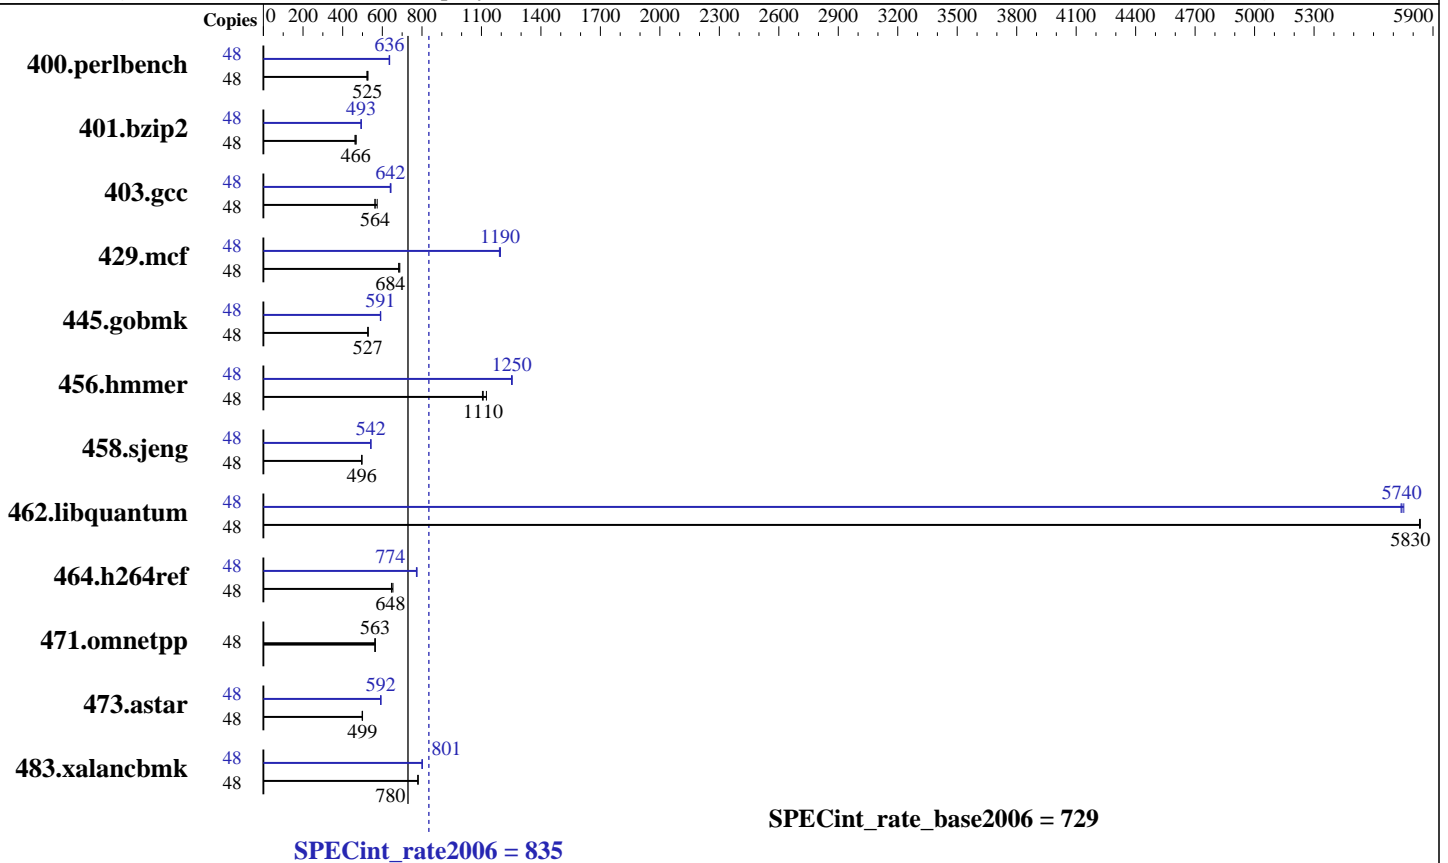 Copies 0 200 400 600 800 1100 1400 1700 2000 2300 2600 2900 3200 3500 3800 4100 4400 4700 5000 5300 5900
400.perlbench 48 636
48 525
401.bzip2 48 493
48 466
403.gcc 48 642
48 564
429.mcf 48 1190
48 684
445.gobmk 48 591
48 527
456.hmmer 48 1250
48 1110
458.sjeng 48 542
48 496
462.libquantum 48 5740
48 5830
464.h264ref 48 774
48 648
471.omnetpp 48 563
473.astar 48 592
48 499
483.xalancbmk 48 801
48 780
SPECint_rate_base2006 = 729
SPECint_rate2006 = 835